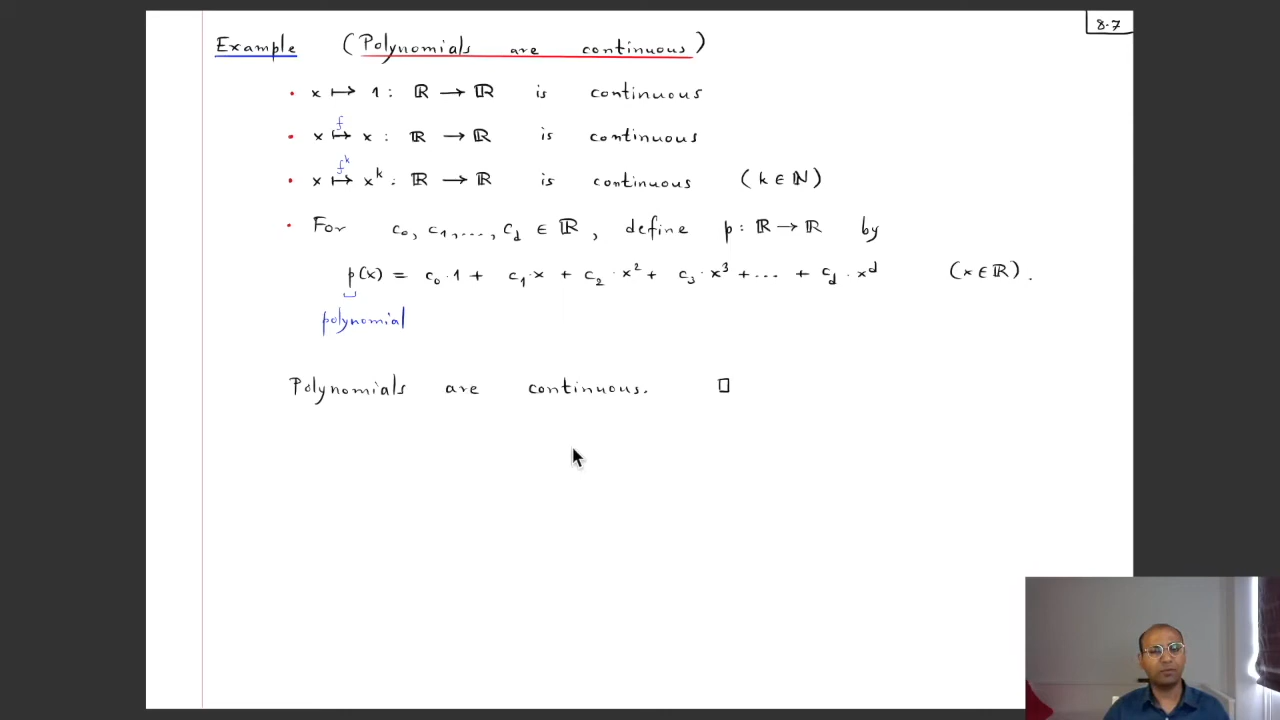 8.7
Example (Polynomials are continuous)
• x ↦ 1 : ℝ → ℝ is continuous
f
• x ↦ x : ℝ → ℝ is continuous
f^k
• x ↦ x^k : ℝ → ℝ is continuous (k ∈ ℕ)
• For c₀, c₁, ..., c_d ∈ ℝ, define p : ℝ → ℝ by
p(x) = c₀·1 + c₁·x + c₂·x² + c₃·x³ + ... + c_d·x^d (x ∈ ℝ).
polynomial
Polynomials are continuous. □